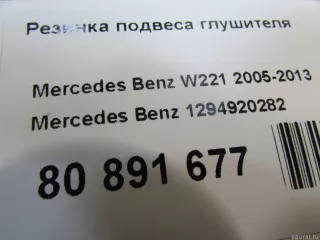 Резинка подвеса глушителя
Mercedes Benz W221 2005-2013
Mercedes Benz 1294920282
80 891 677